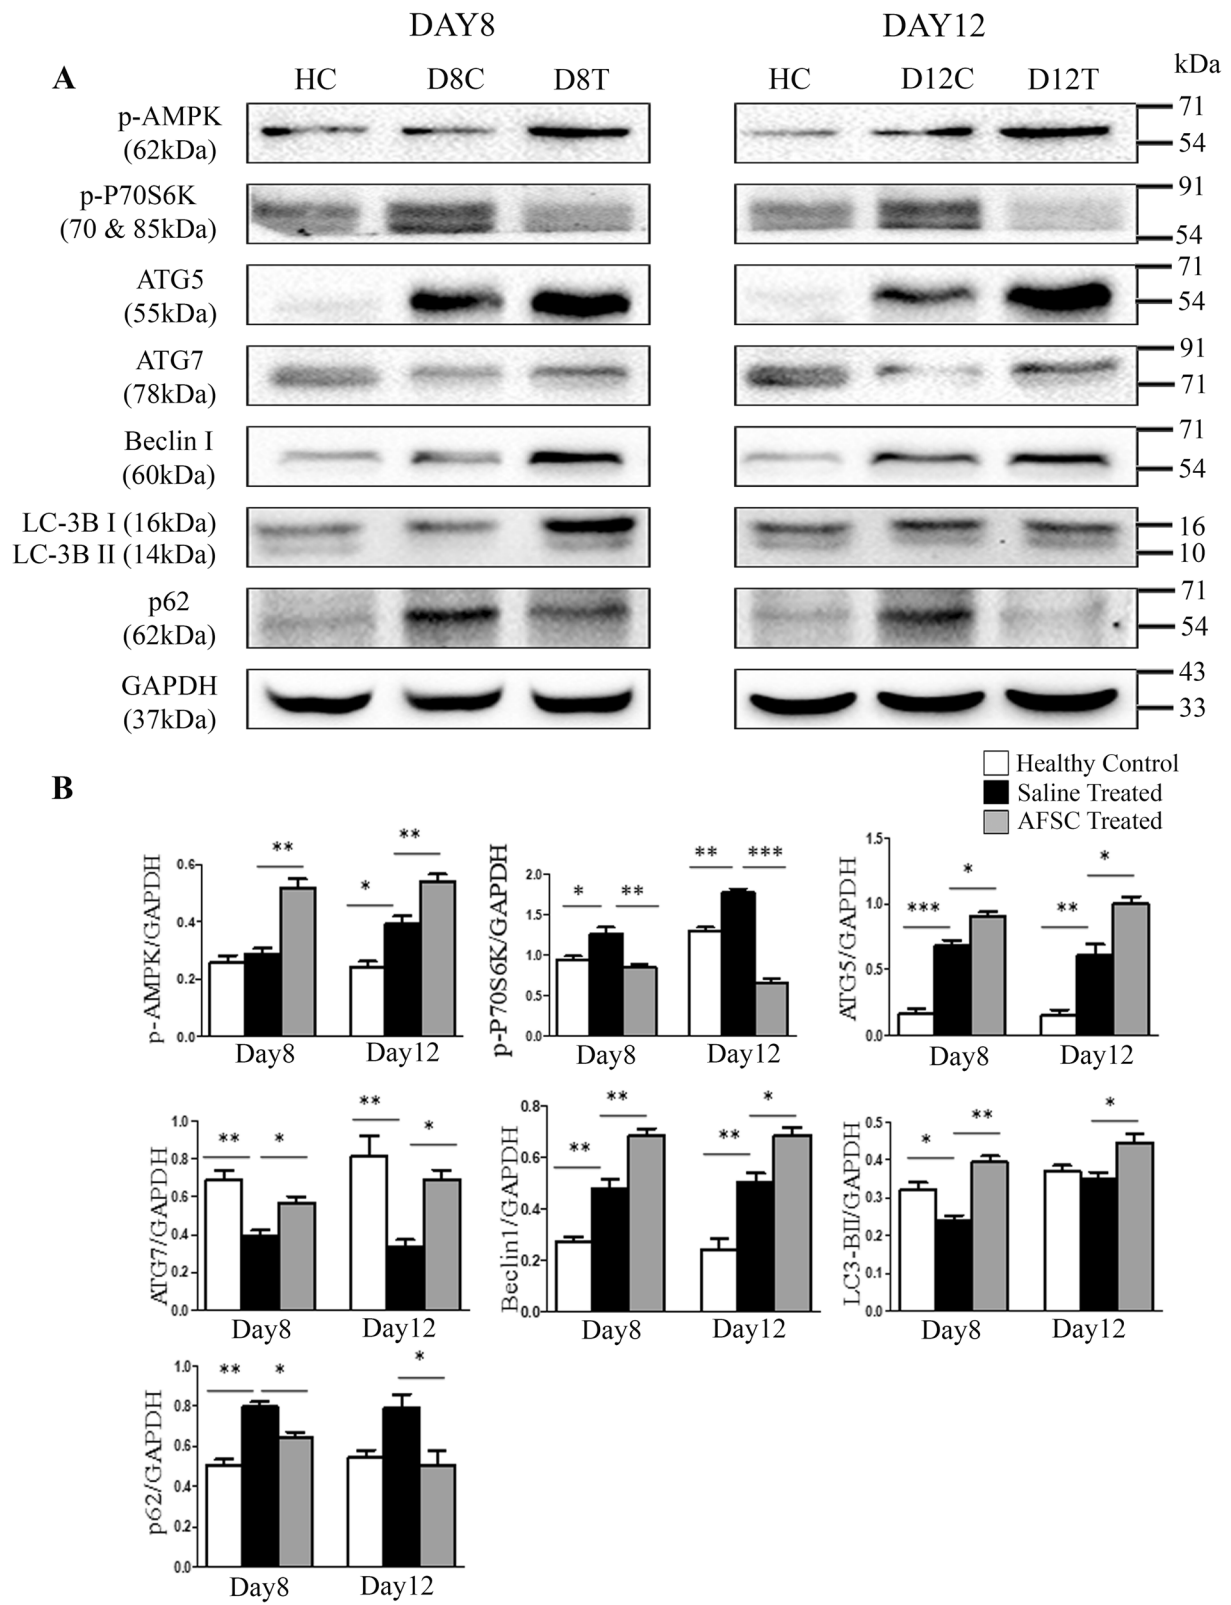 DAY8 DAY12
kDa
A HC D8C D8T HC D12C D12T
p-AMPK 71
(62kDa) 54
p-P70S6K 91
(70 & 85kDa) 54
ATG5 71
(55kDa) 54
ATG7 91
(78kDa) 71
Beclin I 71
(60kDa) 54
LC-3B I (16kDa) 16
LC-3B II (14kDa) 10
p62 71
(62kDa) 54
GAPDH 43
(37kDa) 33
B
Healthy Control
Saline Treated
AFSC Treated
p-AMPK/GAPDH
0.6
0.4
0.2
0.0
** * **
Day8 Day12
p-P70S6K/GAPDH
2.0
1.5
1.0
0.5
0.0
* ** ** ***
Day8 Day12
ATG5/GAPDH
1.5
1.0
0.5
0.0
*** * ** *
Day8 Day12
ATG7/GAPDH
1.0
0.8
0.6
0.4
0.2
0.0
** * ** *
Day8 Day12
Beclin1/GAPDH
0.8
0.6
0.4
0.2
0.0
** ** ** *
Day8 Day12
LC3-BII/GAPDH
0.5
0.4
0.3
0.2
0.1
0.0
* ** *
Day8 Day12
p62/GAPDH
1.0
0.8
0.6
0.4
0.2
0.0
** * *
Day8 Day12